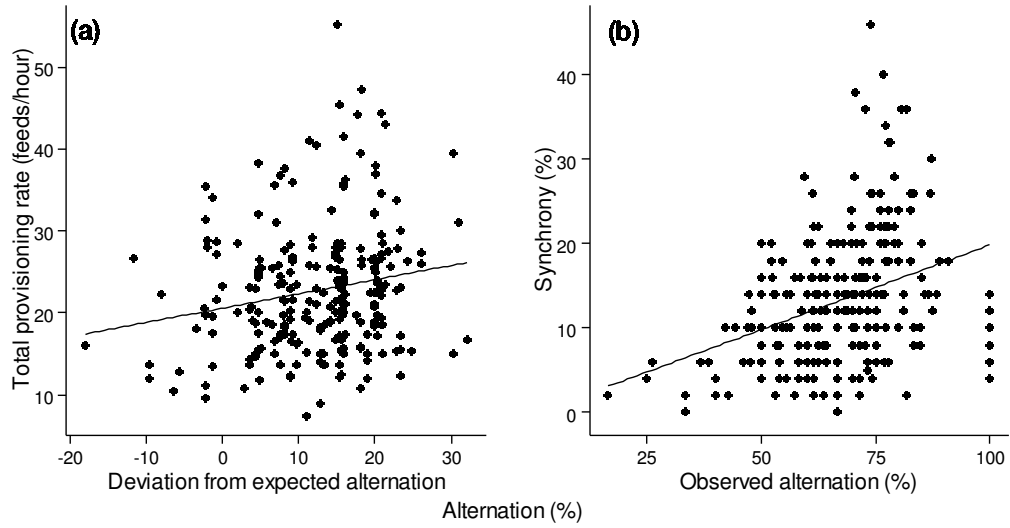 (a)
Total provisioning rate (feeds/hour)
50
40
30
20
10
-20 -10 0 10 20 30
Deviation from expected alternation
(b)
Synchrony (%)
40
30
20
10
0
25 50 75 100
Observed alternation (%)
Alternation (%)